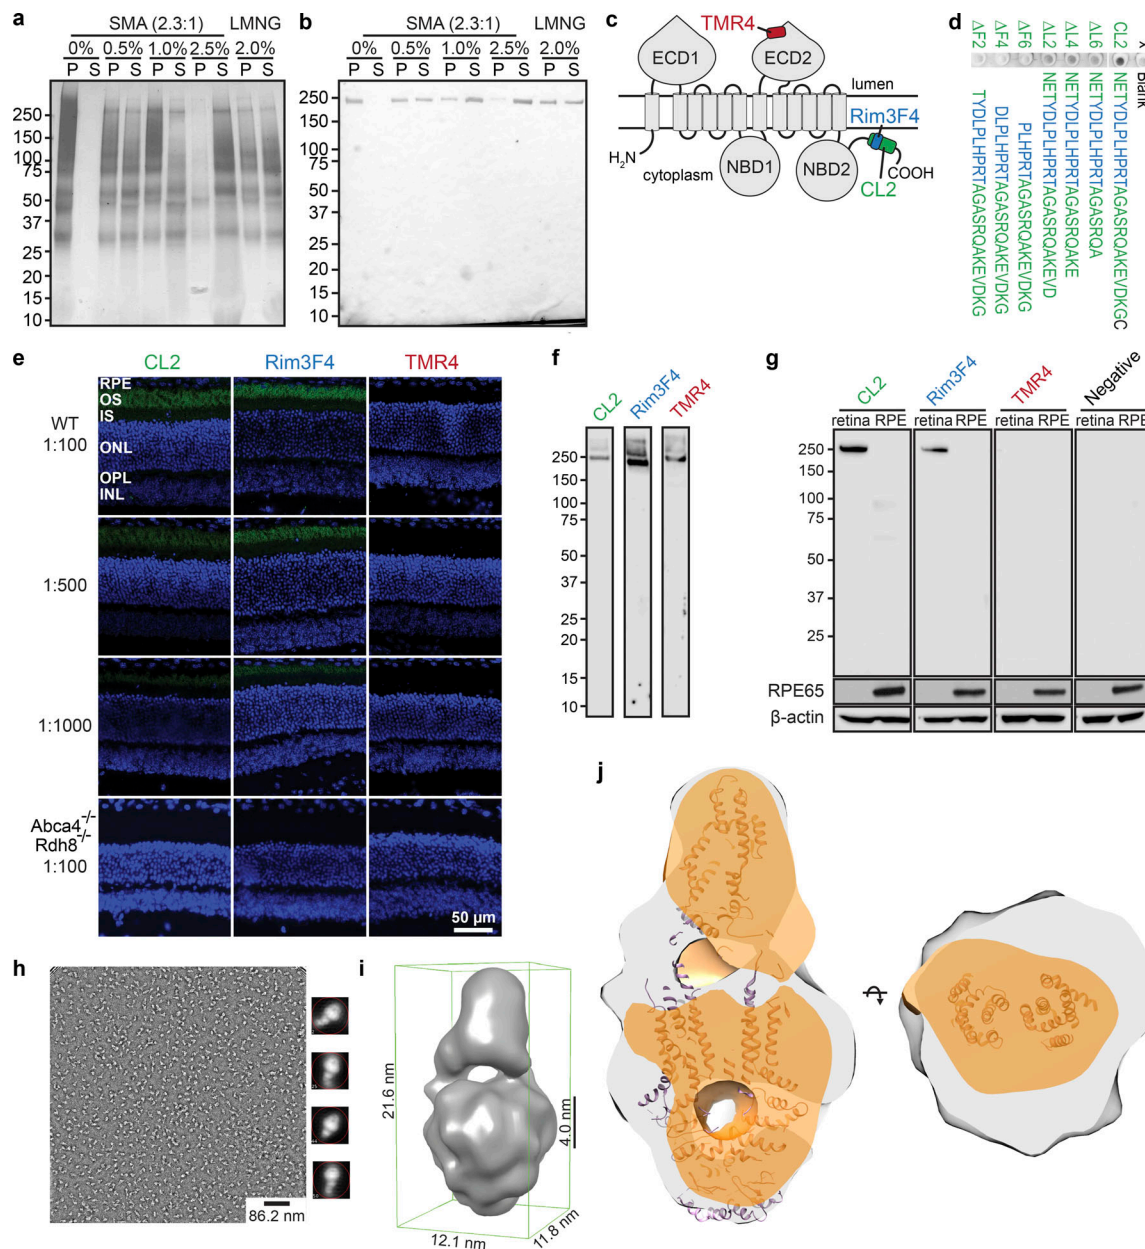 a
SMA (2.3:1) LMNG
0% 0.5% 1.0% 2.5% 2.0%
P S P S P S P S P S
250
150
100
75
50
37
25
20
15
10
b
SMA (2.3:1) LMNG
0% 0.5% 1.0% 2.5% 2.0%
P S P S P S P S P S
250
150
100
75
50
37
25
20
15
10
c
TMR4
ECD1 ECD2
lumen
Rim3F4
H2N
cytoplasm
NBD1 NBD2
COOH
CL2
d
ΔF2 TYDLPLHPRTAGASRQAKEVDKG
ΔF4 DLPLHPRTAGASRQAKEVDKG
ΔF6 PLHPRTAGASRQAKEVDKG
ΔL2 NETYDLPLHPRTAGASRQAKEVD
ΔL4 NETYDLPLHPRTAGASRQAKE
ΔL6 NETYDLPLHPRTAGASRQA
CL2 NETYDLPLHPRTAGASRQAKEVDKGC
Blank
e
CL2 Rim3F4 TMR4
RPE
OS
IS
ONL
OPL
INL
WT
1:100
1:500
1:1000
Abca4-/-
Rdh8-/-
1:100
50 µm
f
CL2 Rim3F4 TMR4
250
150
100
75
50
37
25
20
15
10
g
CL2 Rim3F4 TMR4 Negative
retina RPE retina RPE retina RPE retina RPE
250
150
100
75
50
37
25
RPE65
β-actin
h
86.2 nm
i
21.6 nm
4.0 nm
12.1 nm
11.8 nm
j